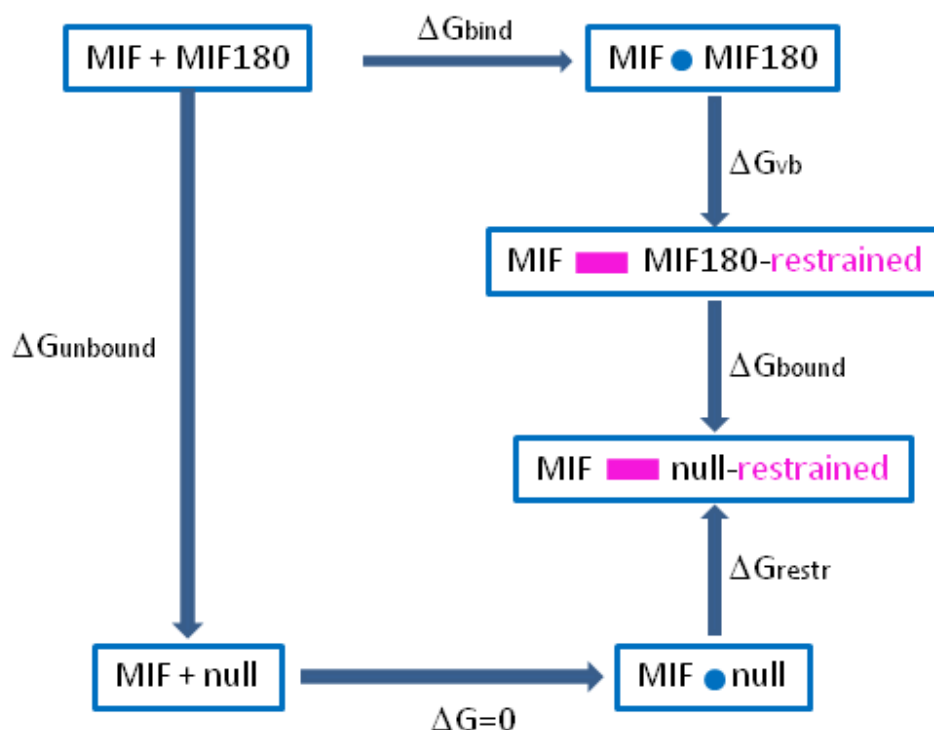 ΔGbind
MIF + MIF180
MIF ● MIF180
ΔGvb
MIF MIF180-restrained
ΔGunbound
ΔGbound
MIF null-restrained
ΔGrestr
MIF + null
MIF ● null
ΔG=0